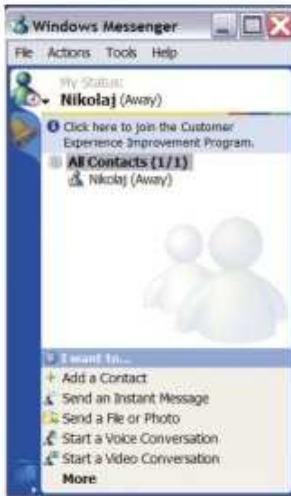 Windows Messenger
File Actions Tools Help
My Status:
Nikolaj (Away)
Click here to join the Customer
Experience Improvement Program.
All Contacts (1/1)
Nikolaj (Away)
I want to...
+ Add a Contact
Send an Instant Message
Send a File or Photo
Start a Voice Conversation
Start a Video Conversation
More